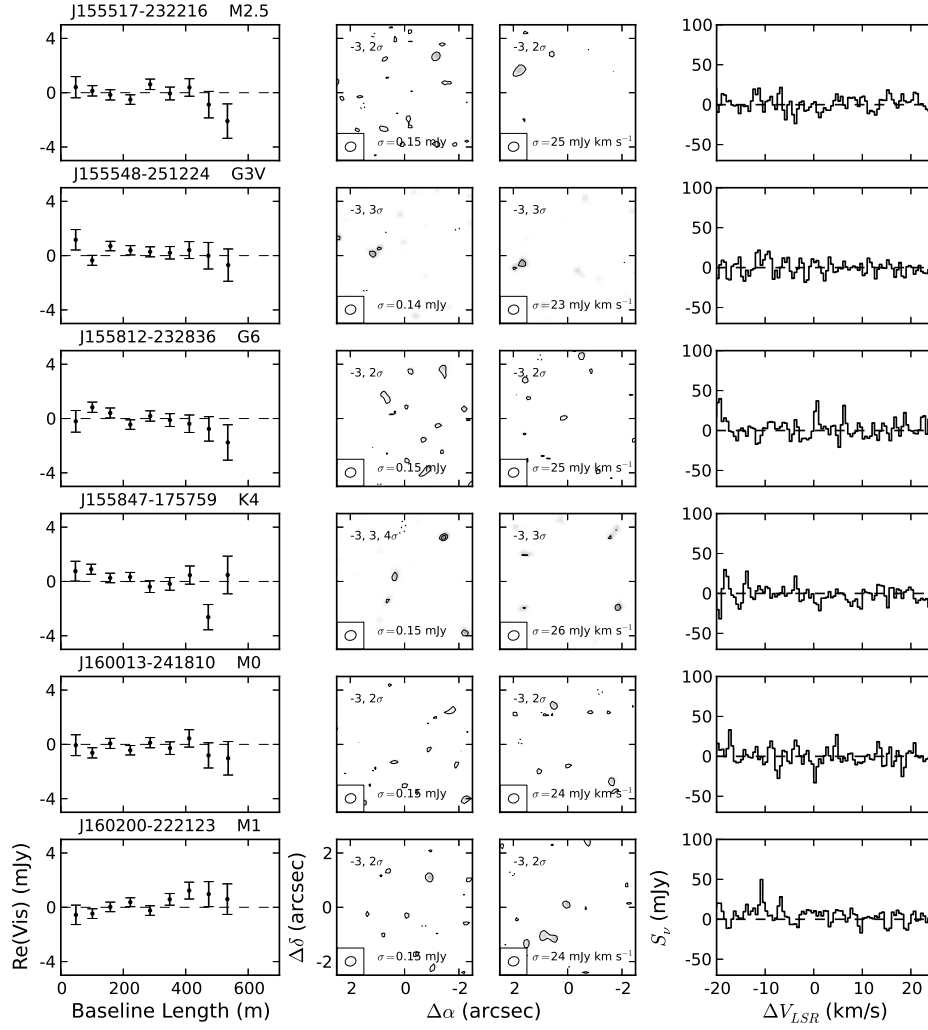 J155517-232216 M2.5
4
0
-4
-3, 2σ
σ=0.15 mJy
-3, 2σ
σ=25 mJy km s−1
100
50
0
-50
J155548-251224 G3V
4
0
-4
-3, 3σ
σ=0.14 mJy
-3, 3σ
σ=23 mJy km s−1
100
50
0
-50
J155812-232836 G6
4
0
-4
-3, 2σ
σ=0.15 mJy
-3, 2σ
σ=25 mJy km s−1
100
50
0
-50
J155847-175759 K4
4
0
-4
-3, 3, 4σ
σ=0.15 mJy
-3, 3σ
σ=26 mJy km s−1
100
50
0
-50
J160013-241810 M0
4
0
-4
-3, 2σ
σ=0.15 mJy
-3, 2σ
σ=24 mJy km s−1
100
50
0
-50
J160200-222123 M1
Re(Vis) (mJy)
4
0
-4
Δδ (arcsec)
2
0
-2
-3, 2σ
σ=0.15 mJy
-3, 2σ
σ=24 mJy km s−1
Sν (mJy)
100
50
0
-50
0 200 400 600
2 0 -2
2 0 -2
-20 -10 0 10 20
Baseline Length (m)
Δα (arcsec)
ΔVLSR (km/s)